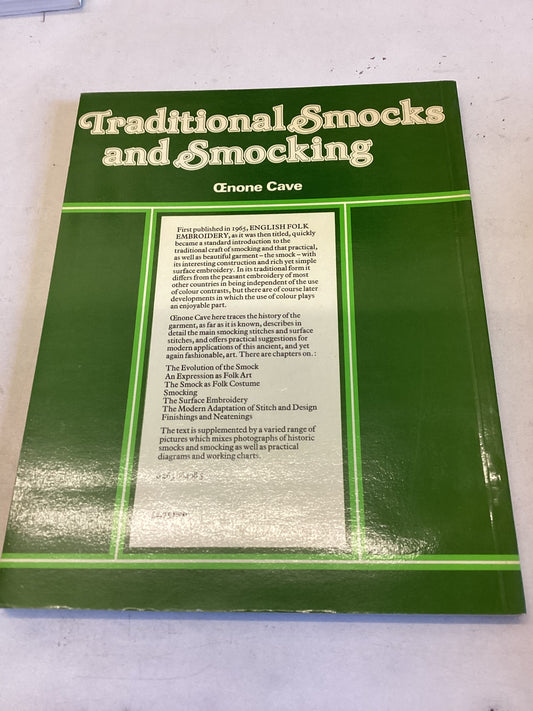 Traditional Smocks
and Smocking
Œnone Cave
First published in 1965, ENGLISH FOLK
EMBROIDERY, as it was then titled, quickly
became a standard introduction to the
traditional craft of smocking and that practical,
as well as beautiful garment – the smock – with
its interesting construction and rich yet simple
surface embroidery. In its traditional form it
differs from the peasant embroidery of most
other countries in being independent of the use
of colour contrasts, but there are of course later
developments in which the use of colour plays
an enjoyable part.
Œnone Cave here traces the history of the
garment, as far as it is known, describes in
detail the main smocking stitches and surface
stitches, and offers practical suggestions for
modern applications of this ancient, and yet
again fashionable, art. There are chapters on. :
The Evolution of the Smock
An Expression as Folk Art
The Smock as Folk Costume
Smocking
The Surface Embroidery
The Modern Adaptation of Stitch and Design
Finishings and Neatenings
The text is supplemented by a varied range of
pictures which mixes photographs of historic
smocks and smocking as well as practical
diagrams and working charts.